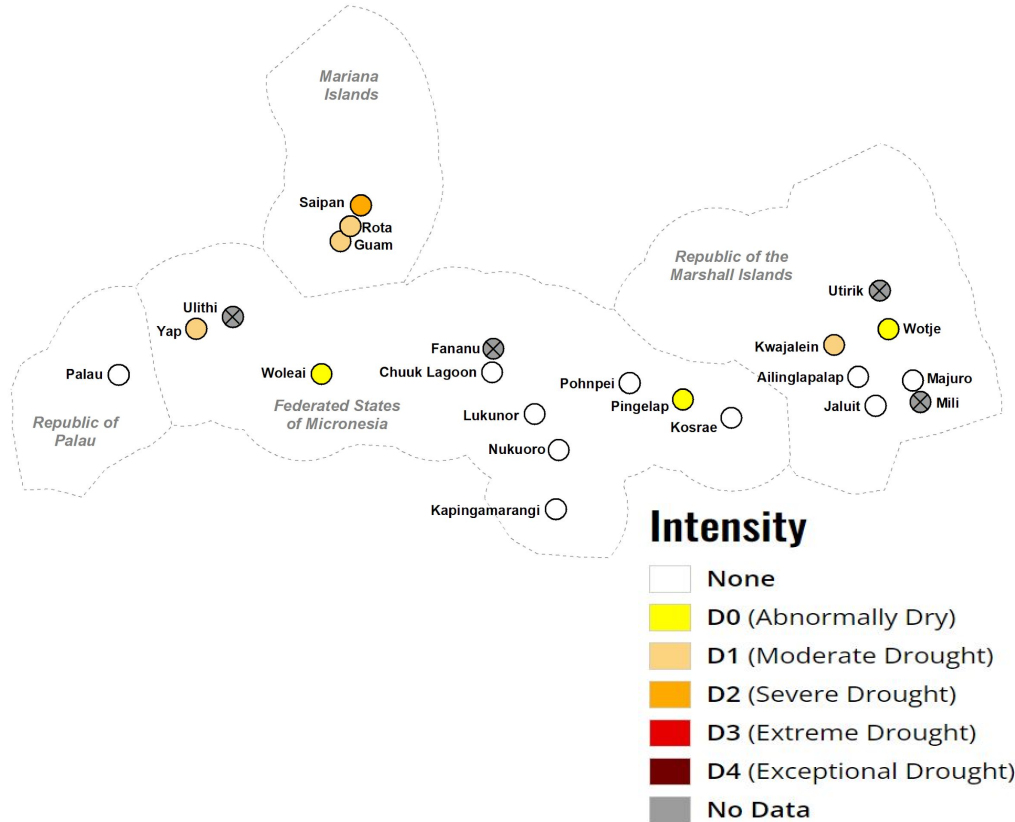 Mariana
Islands
Saipan
Rota
Guam
Republic of the
Marshall Islands
Utirik
Ulithi
Yap
Wotje
Kwajalein
Fananu
Palau
Woleai
Chuuk Lagoon
Ailinglapalap
Majuro
Pohnpei
Pingelap
Jaluit
Mili
Federated States
of Micronesia
Lukunor
Kosrae
Republic of
Palau
Nukuoro
Kapingamarangi
Intensity
None
D0 (Abnormally Dry)
D1 (Moderate Drought)
D2 (Severe Drought)
D3 (Extreme Drought)
D4 (Exceptional Drought)
No Data